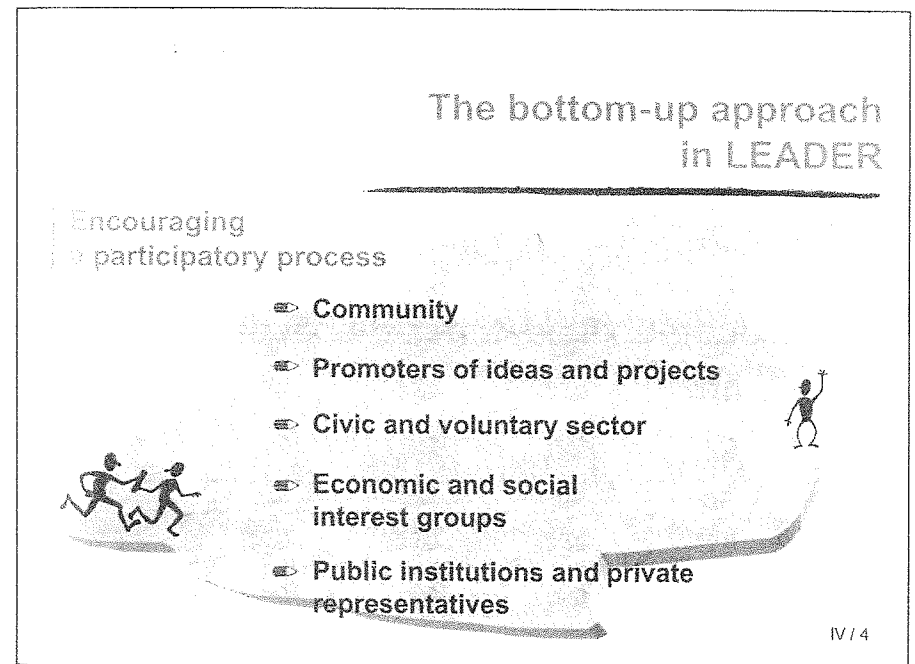 The bottom-up approach
in LEADER
Encouraging
a participatory process
Community
Promoters of ideas and projects
Civic and voluntary sector
Economic and social
interest groups
Public institutions and private
representatives
IV / 4